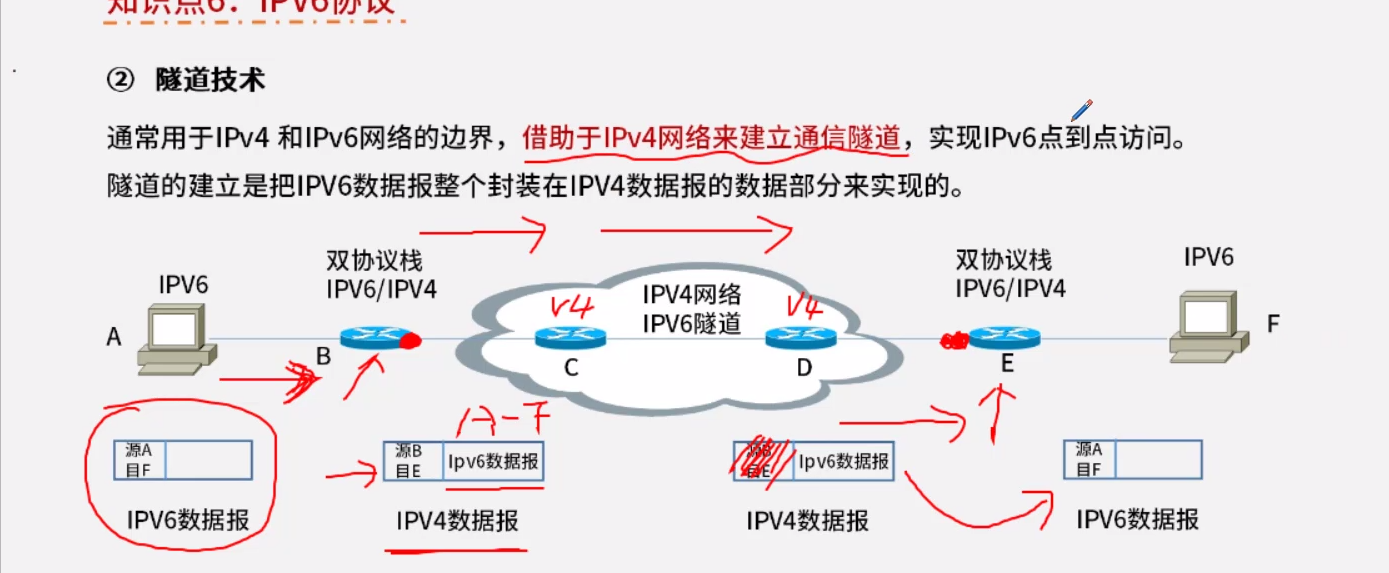 知识点6：IPV6协议
② 隧道技术
通常用于IPv4 和IPv6网络的边界，借助于IPv4网络来建立通信隧道，实现IPv6点到点访问。
隧道的建立是把IPV6数据报整个封装在IPV4数据报的数据部分来实现的。
IPV6
双协议栈
IPV6/IPV4
IPV4网络
IPV6隧道
双协议栈
IPV6/IPV4
IPV6
v4
V4
A
B
C
D
E
F
A-F
源A
目F
源B
目E
Ipv6数据报
源B
目E
Ipv6数据报
源A
目F
IPV6数据报
IPV4数据报
IPV4数据报
IPV6数据报